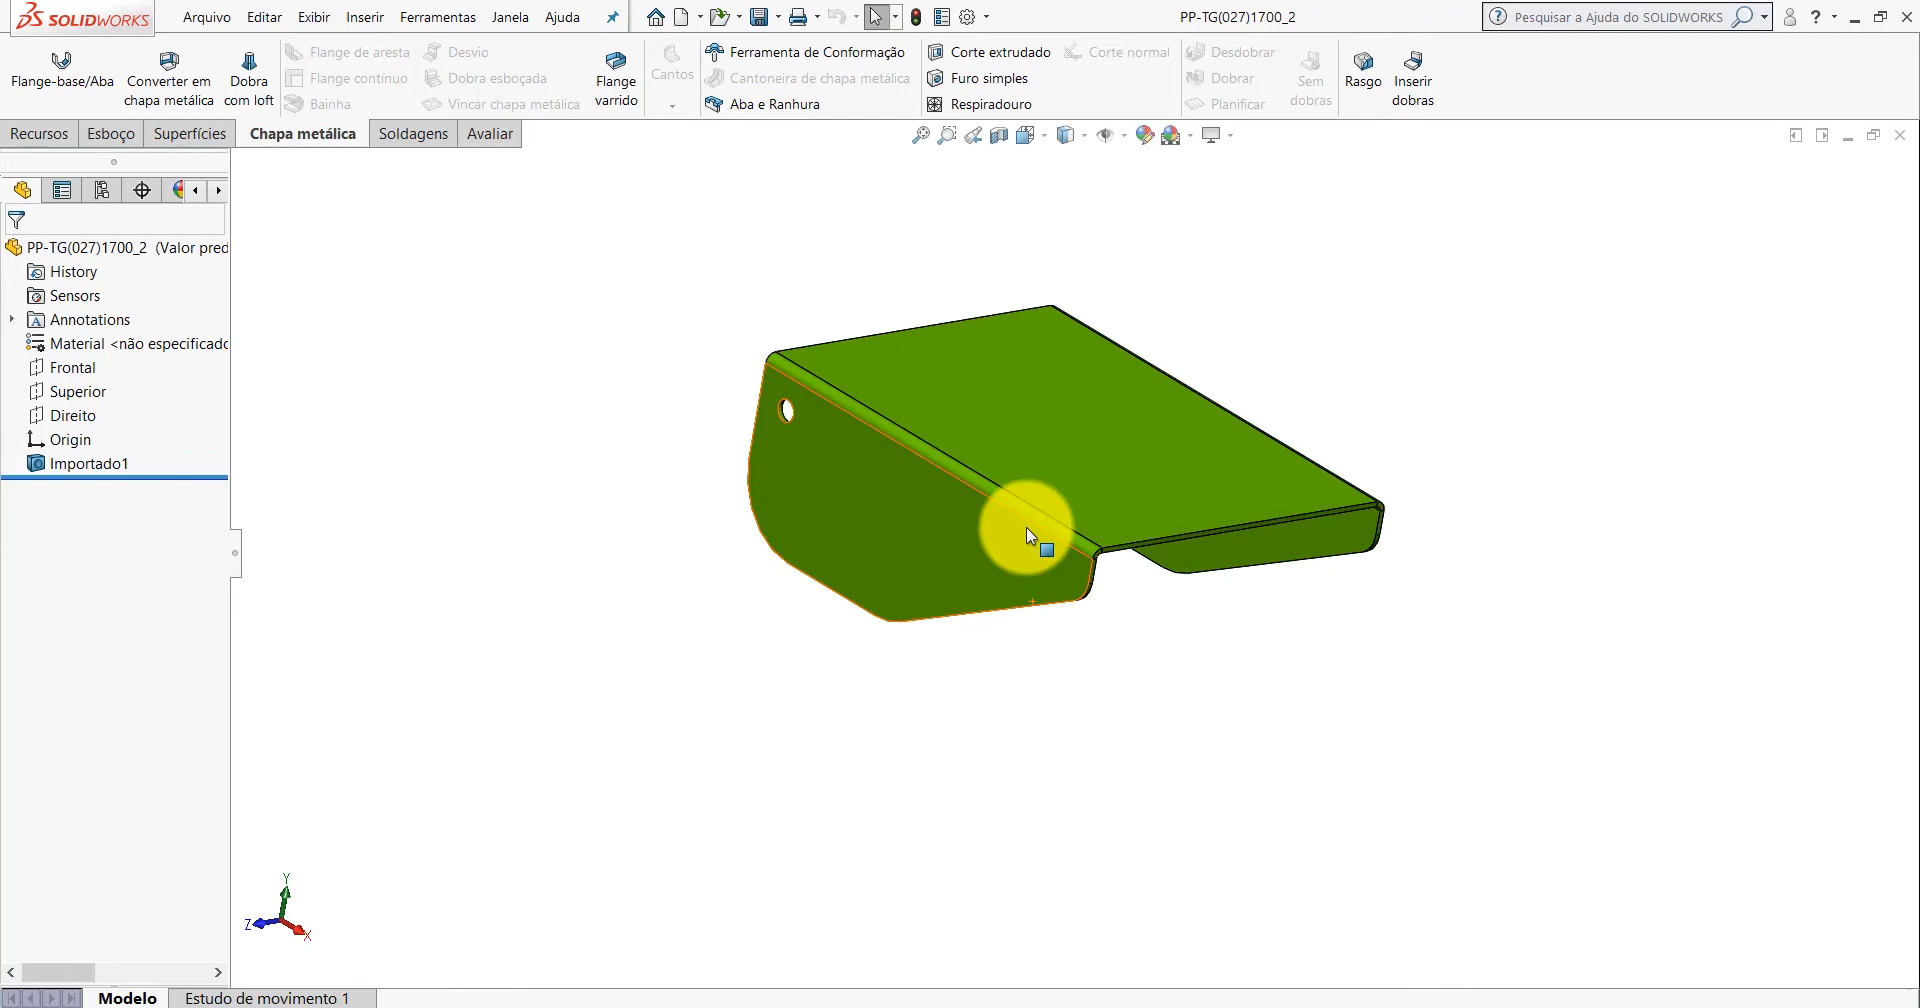 SOLIDWORKS
Arquivo Editar Exibir Inserir Ferramentas Janela Ajuda
PP-TG(027)1700_2
Pesquisar a Ajuda do SOLIDWORKS
?
Flange-base/Aba
Converter em
chapa metálica
Dobra
com loft
Flange de aresta
Flange contínuo
Bainha
Desvio
Dobra esboçada
Vincar chapa metálica
Flange
varrido
Cantos
Ferramenta de Conformação
Cantoneira de chapa metálica
Aba e Ranhura
Corte extrudado
Furo simples
Respiradouro
Corte normal
Desdobrar
Dobrar
Planificar
Sem
dobras
Rasgo
Inserir
dobras
Recursos Esboço Superfícies Chapa metálica Soldagens Avaliar
PP-TG(027)1700_2 (Valor pred
History
Sensors
Annotations
Material <não especificado
Frontal
Superior
Direito
Origin
Importado1
Y
Z
X
Modelo Estudo de movimento 1